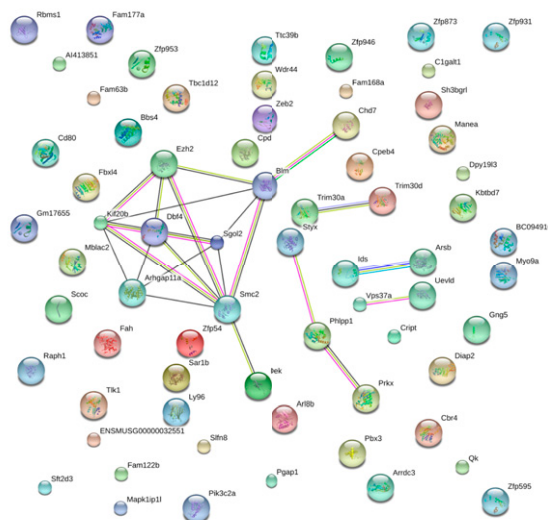 Rbms1
Fam177a
Ttc39b
Zfp873
Zfp931
AI413851
Zfp953
Zfp946
C1galt1
Wdr44
Fam63b
Tbc1d12
Fam168a
Sh3bgrl
Zeb2
Chd7
Bbs4
Manea
Cd80
Ezh2
Cpd
Cpeb4
Blm
Dpy19l3
Fbxl4
Trim30a
Trim30d
Kbtbd7
Gm17655
Kif20b
Dbf4
Sgol2
Styx
BC094916
Mblac2
Ids
Arsb
Myo9a
Arhgap11a
Uevld
Scoc
Smc2
Vps37a
Gng5
Fah
Zfp54
Phlpp1
Cript
Raph1
Sar1b
Diap2
Tlk1
Ly96
Prkx
Arl8b
Cbr4
ENSMUSG00000032551
Slfn8
Pbx3
Fam122b
Pgap1
Arrdc3
Qk
Sft2d3
Mapk1ip1l
Pik3c2a
Zfp595